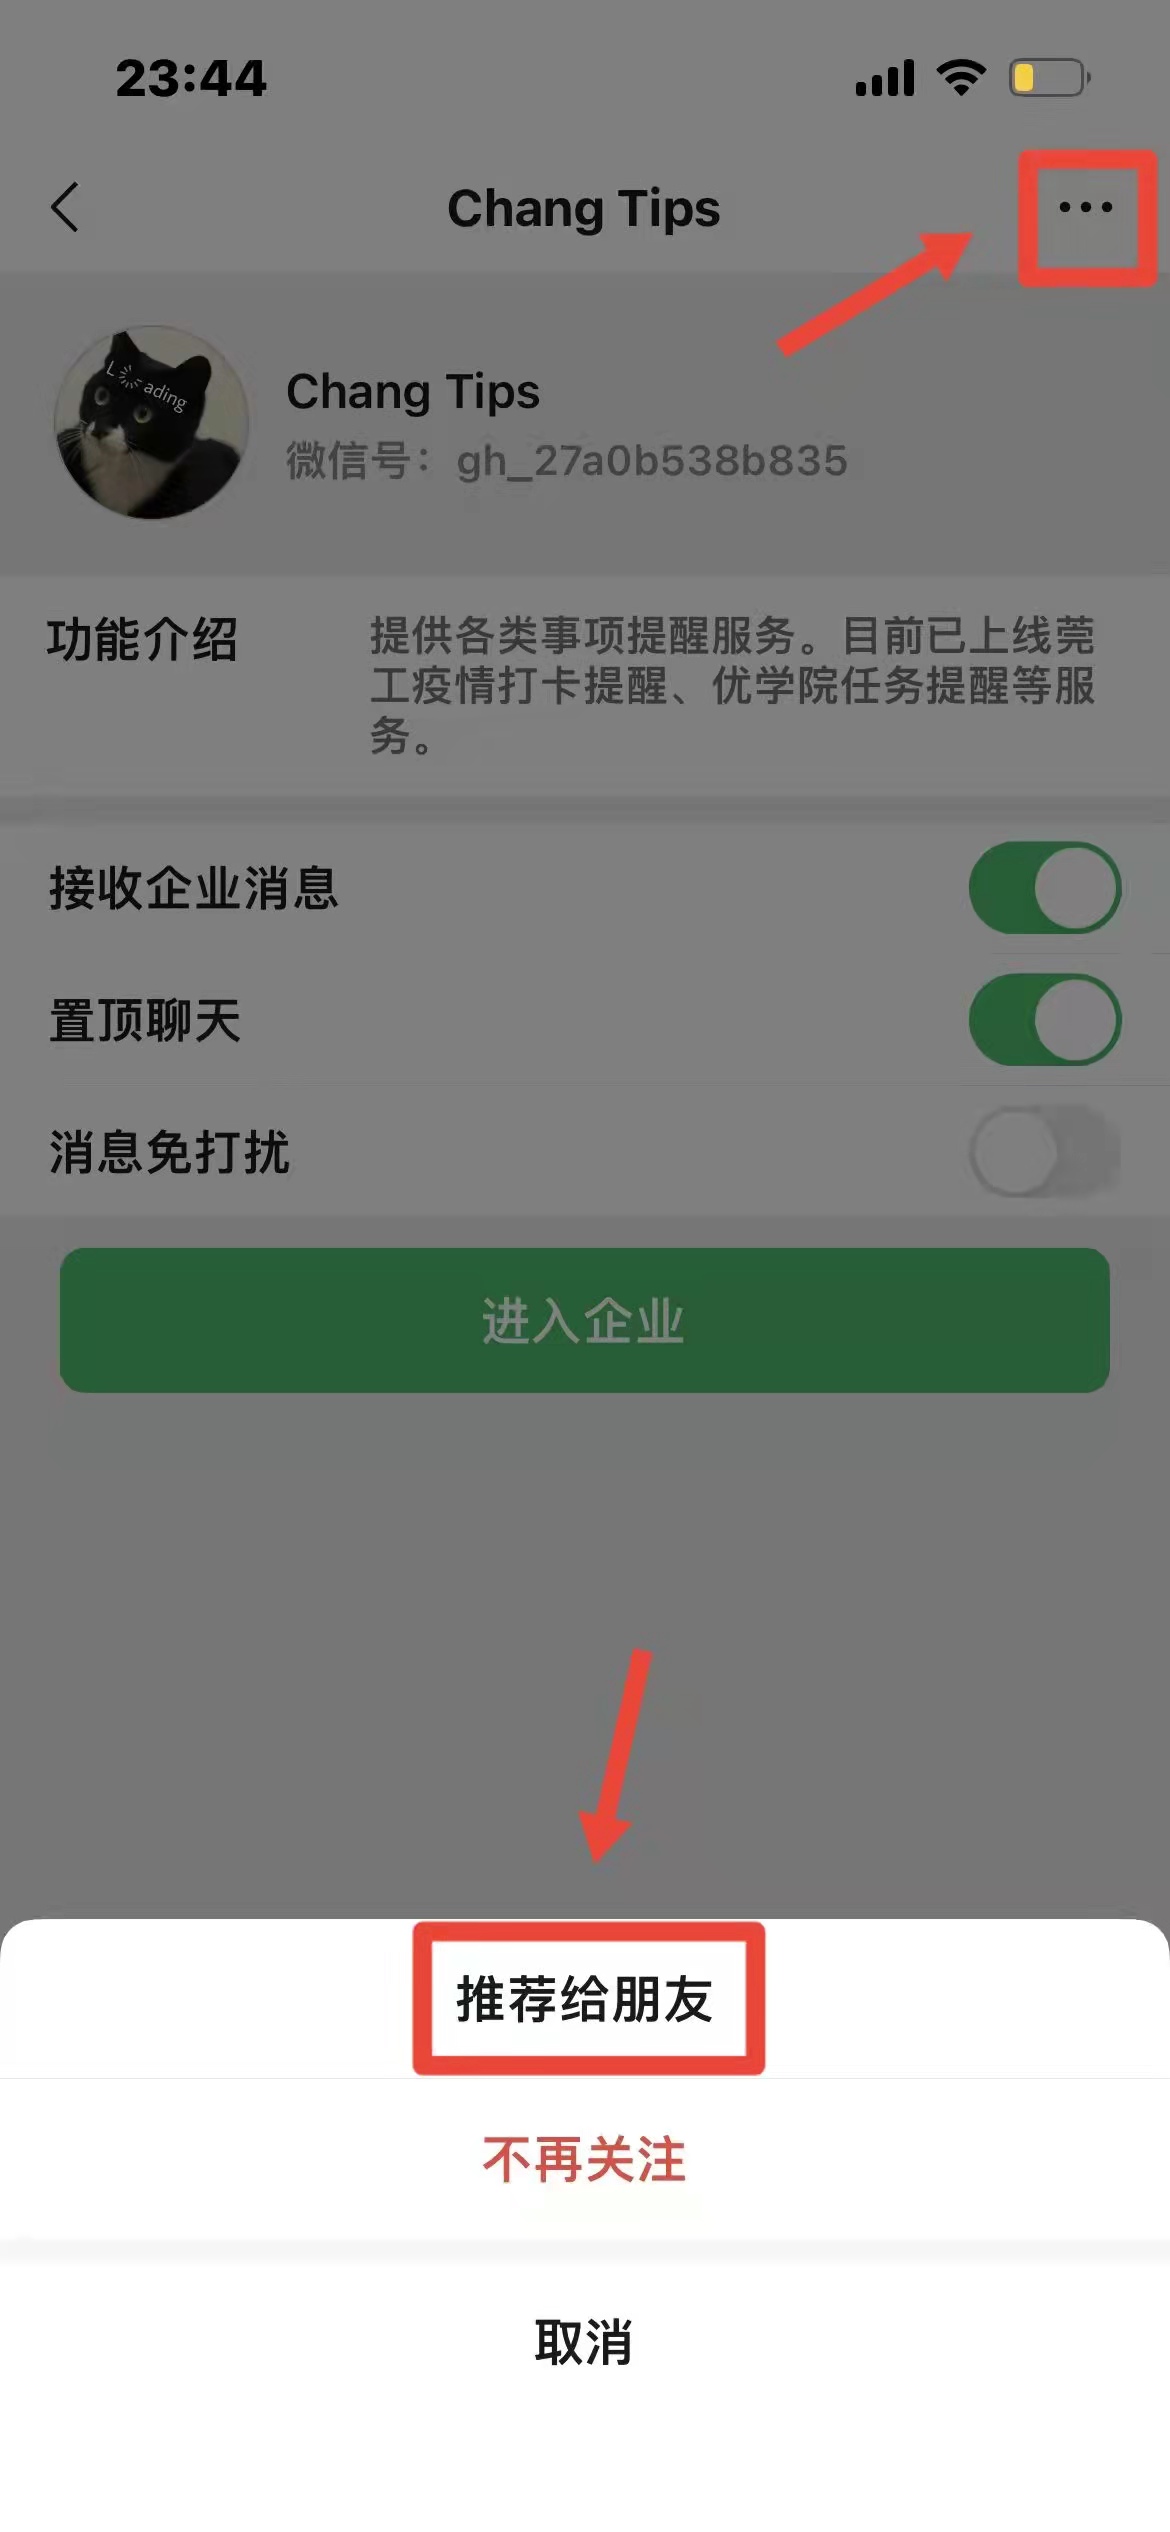 23:44
Chang Tips
L ading
Chang Tips
微信号：gh_27a0b538b835
功能介绍
提供各类事项提醒服务。目前已上线莞
工疫情打卡提醒、优学院任务提醒等服
务。
接收企业消息
置顶聊天
消息免打扰
进入企业
推荐给朋友
不再关注
取消